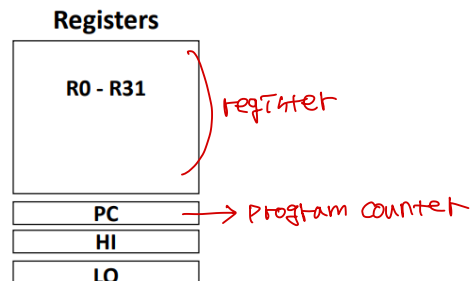 Registers
R0 - R31
register
PC
program counter
HI
LO